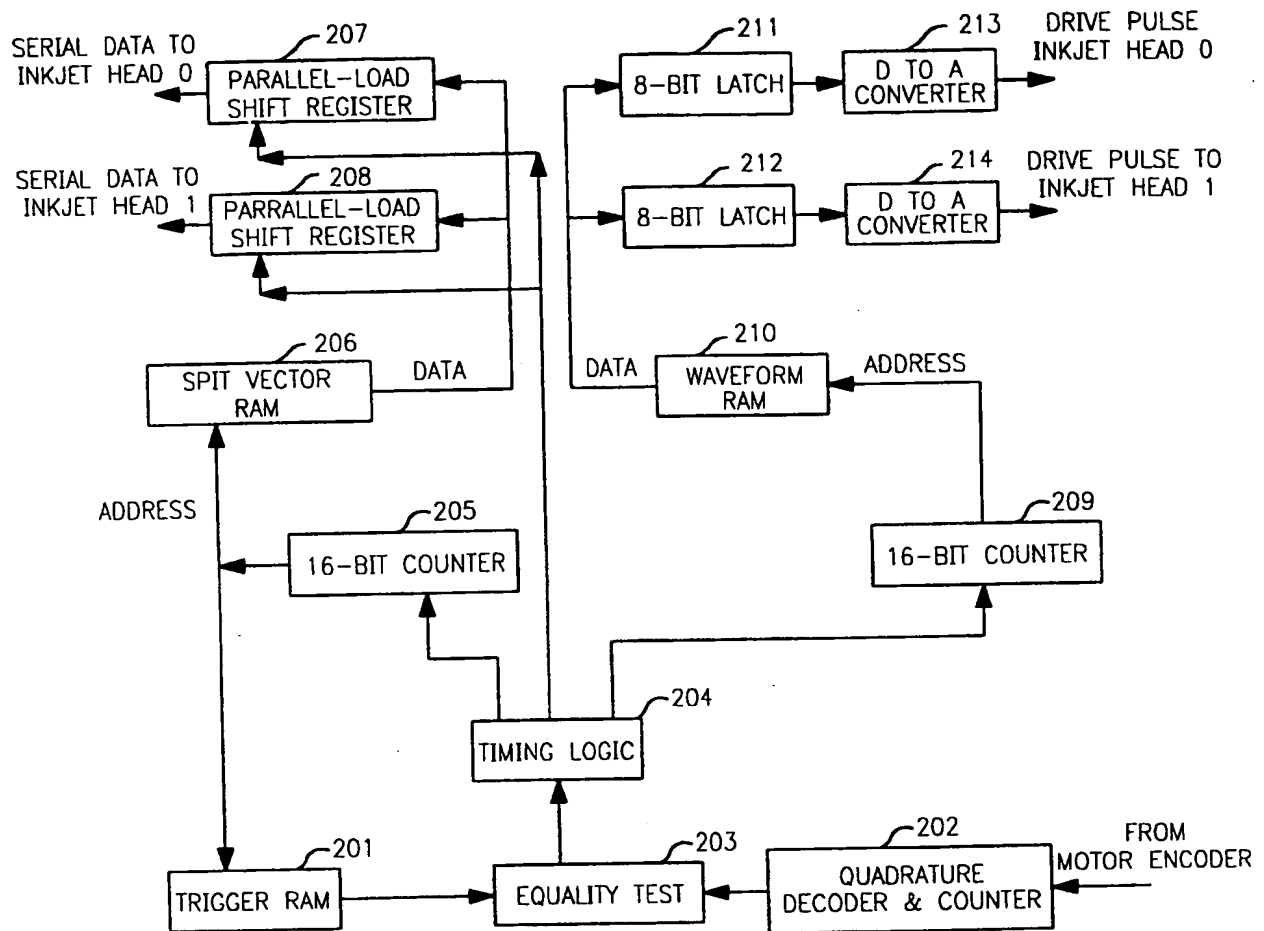 SERIAL DATA TO
INKJET HEAD 0
207
PARALLEL-LOAD
SHIFT REGISTER
211
8-BIT LATCH
213
D TO A
CONVERTER
DRIVE PULSE
INKJET HEAD 0
SERIAL DATA TO
INKJET HEAD 1
208
PARRALLEL-LOAD
SHIFT REGISTER
212
8-BIT LATCH
214
D TO A
CONVERTER
DRIVE PULSE TO
INKJET HEAD 1
206
SPIT VECTOR
RAM
DATA
DATA
210
WAVEFORM
RAM
ADDRESS
ADDRESS
205
16-BIT COUNTER
209
16-BIT COUNTER
204
TIMING LOGIC
201
TRIGGER RAM
203
EQUALITY TEST
202
QUADRATURE
DECODER & COUNTER
FROM
MOTOR ENCODER